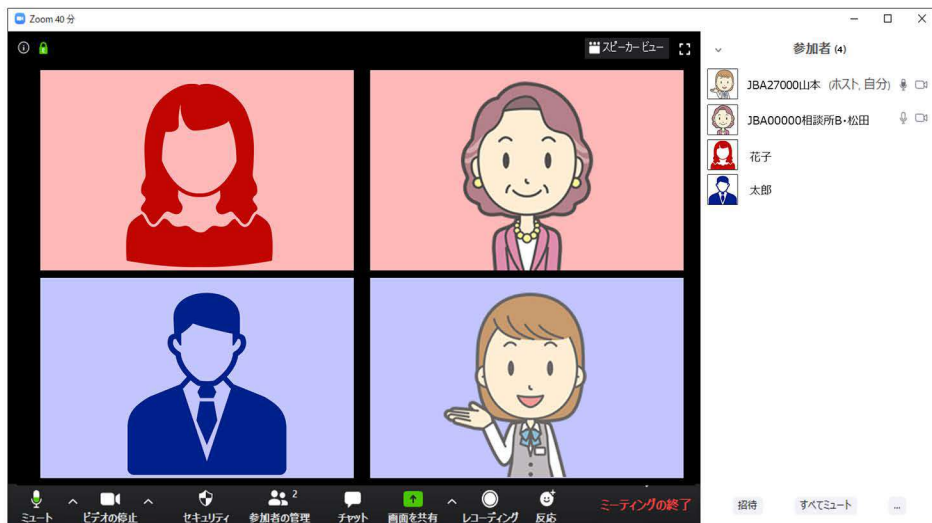 Zoom 40 分
スピーカー ビュー
参加者 (4)
JBA27000山本 (ホスト, 自分)
JBA00000相談所B・松田
花子
太郎
ミュート
ビデオの停止
セキュリティ
参加者の管理
2
チャット
画面を共有
レコーディング
反応
ミーティングの終了
招待
すべてミュート
...